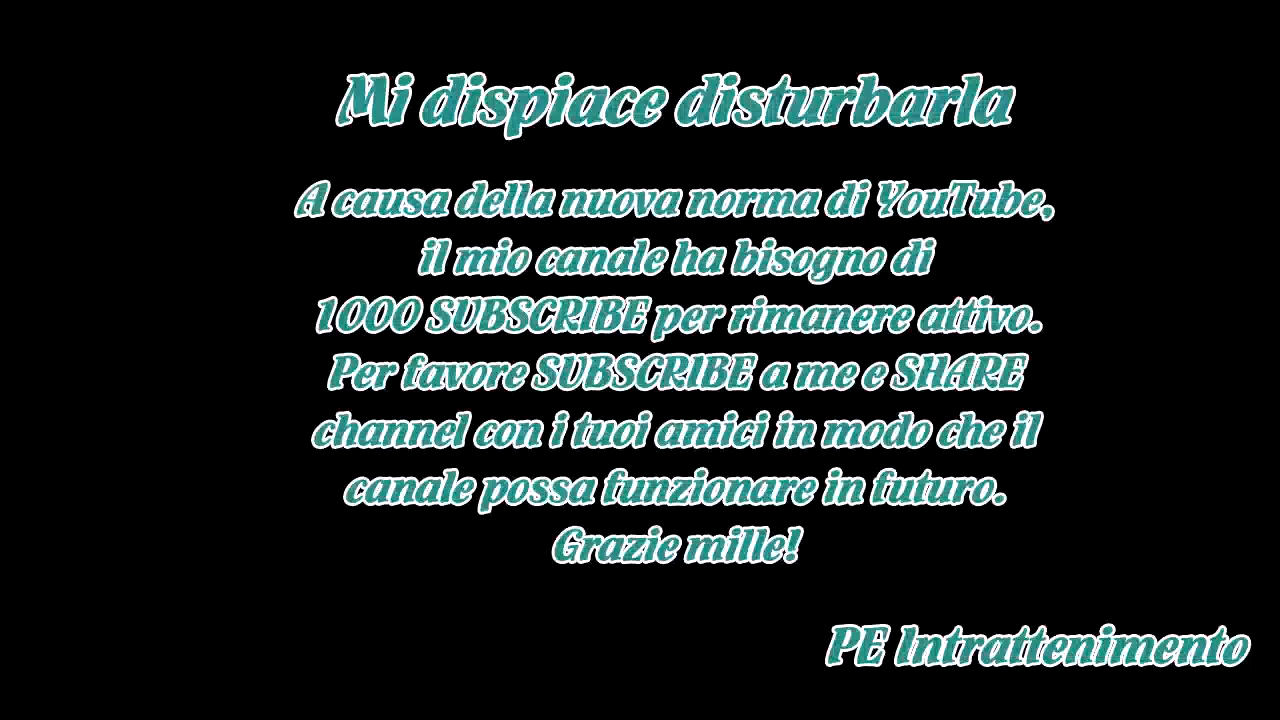 Mi dispiace disturbarla
A causa della nuova norma di YouTube,
il mio canale ha bisogno di
1000 SUBSCRIBE per rimanere attivo.
Per favore SUBSCRIBE a me e SHARE
channel con i tuoi amici in modo che il
canale possa funzionare in futuro.
Grazie mille!
PE Intrattenimento